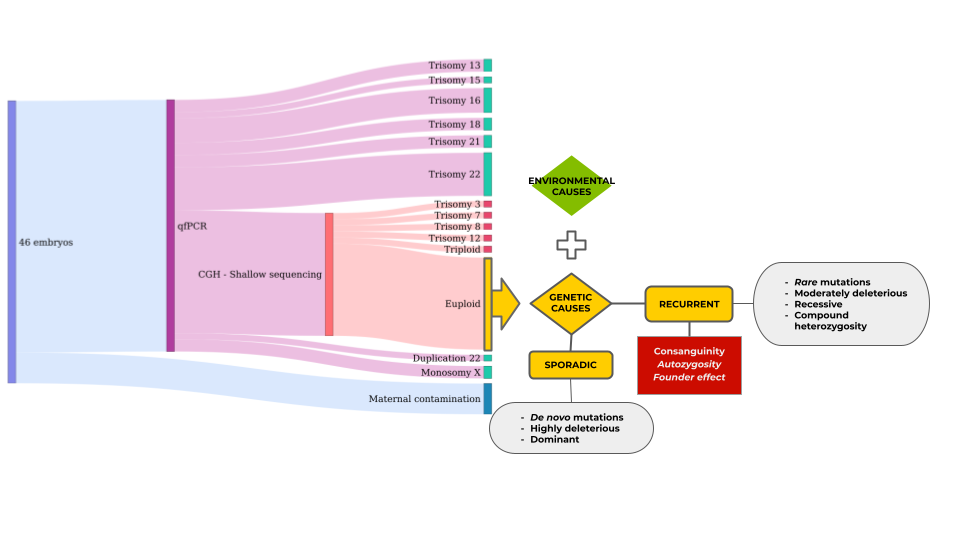 46 embryos
qfPCR
CGH - Shallow sequencing
Trisomy 13
Trisomy 15
Trisomy 16
Trisomy 18
Trisomy 21
Trisomy 22
Trisomy 3
Trisomy 7
Trisomy 8
Trisomy 12
Triploid
Euploid
Duplication 22
Monosomy X
Maternal contamination
ENVIRONMENTAL
CAUSES
GENETIC
CAUSES
RECURRENT
- Rare mutations
- Moderately deleterious
- Recessive
- Compound
heterozygosity
Consanguinity
Autozygosity
Founder effect
SPORADIC
- De novo mutations
- Highly deleterious
- Dominant